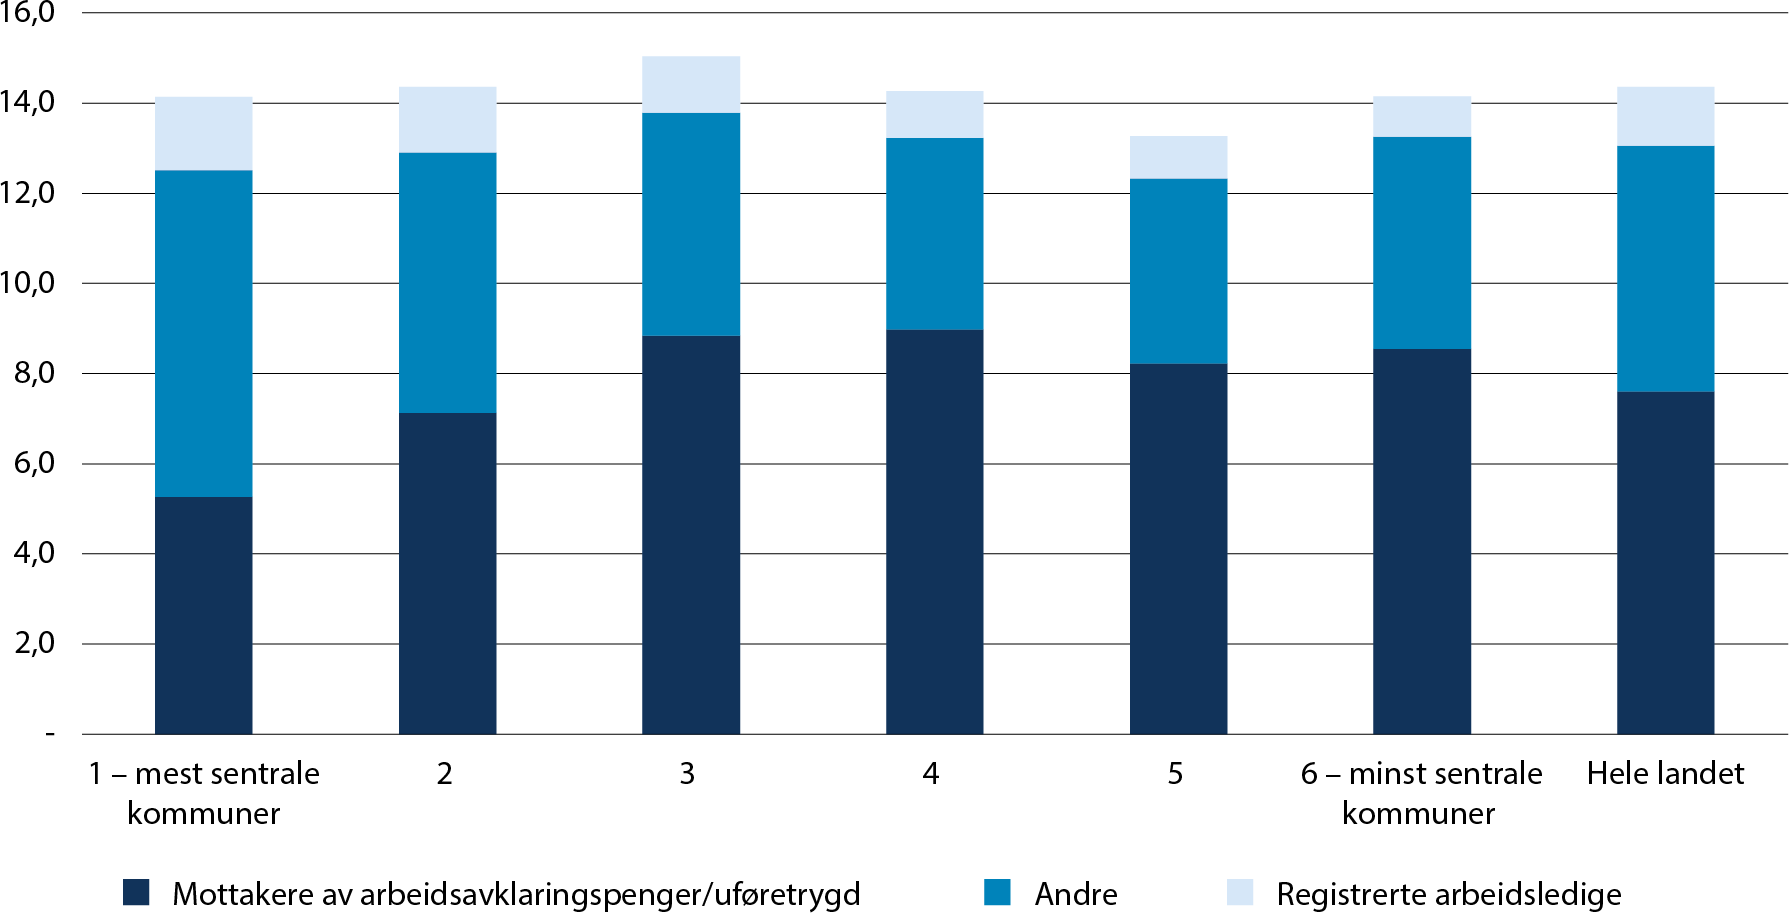 16,0
14,0
12,0
10,0
8,0
6,0
4,0
2,0
-
1 – mest sentrale kommuner
2
3
4
5
6 – minst sentrale kommuner
Hele landet
Mottakere av arbeidsavklaringspenger/uføretrygd
Andre
Registrerte arbeidsledige